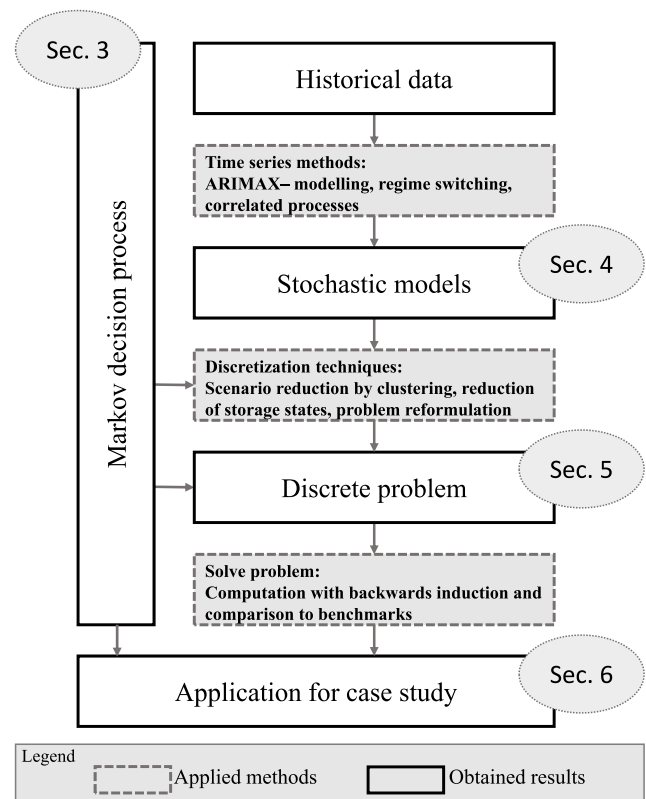 Sec. 3
Markov decision process
Historical data
Time series methods:
ARIMAX– modelling, regime switching,
correlated processes
Stochastic models
Sec. 4
Discretization techniques:
Scenario reduction by clustering, reduction
of storage states, problem reformulation
Discrete problem
Sec. 5
Solve problem:
Computation with backwards induction and
comparison to benchmarks
Application for case study
Sec. 6
Legend
Applied methods
Obtained results